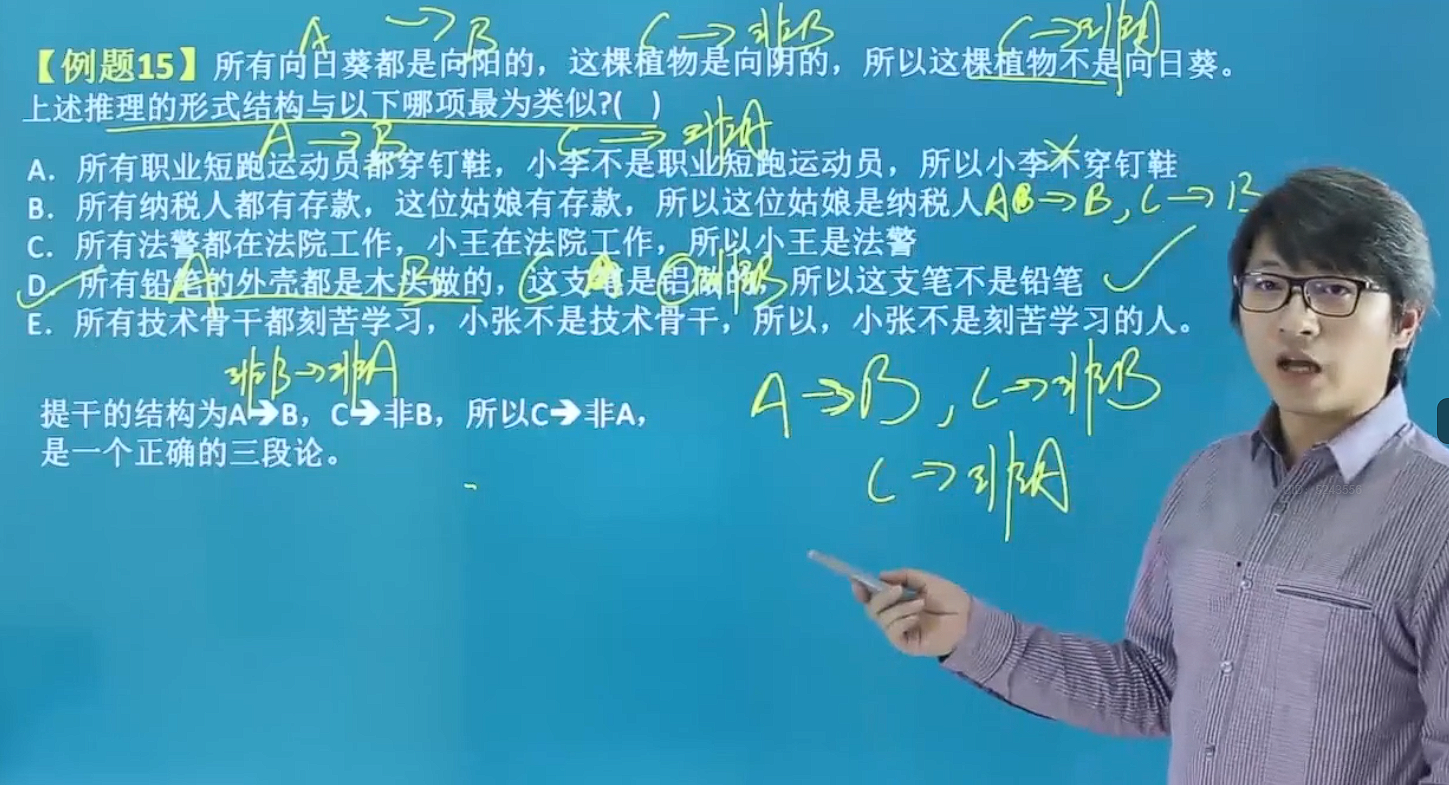 A → B C → 非B C → 非A
【例题15】所有向日葵都是向阳的，这棵植物是向阴的，所以这棵植物不是向日葵。
上述推理的形式结构与以下哪项最为类似?( )
A → B C → 非A
A. 所有职业短跑运动员都穿钉鞋，小李不是职业短跑运动员，所以小李不穿钉鞋
B. 所有纳税人都有存款，这位姑娘有存款，所以这位姑娘是纳税人
C. 所有法警都在法院工作，小王在法院工作，所以小王是法警
D. 所有铅笔的外壳都是木头做的，这支笔是铝做的，所以这支笔不是铅笔
E. 所有技术骨干都刻苦学习，小张不是技术骨干，所以，小张不是刻苦学习的人。
非B → 非A
提干的结构为A➔B，C➔非B，所以C➔非A，
是一个正确的三段论。
A → B , C → 非B
C → 非A